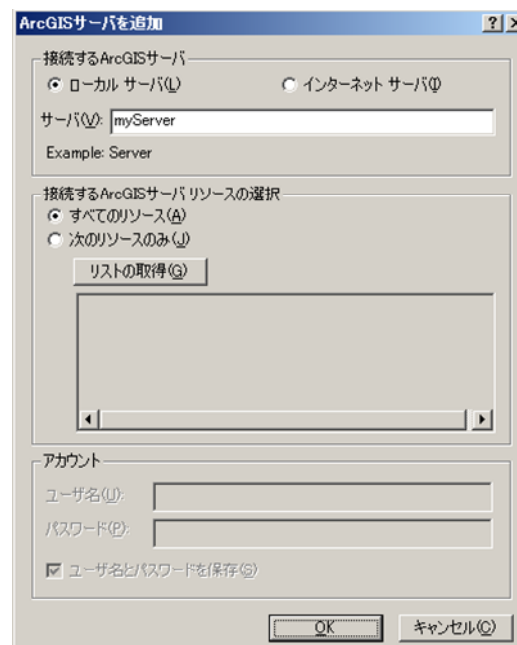 ArcGISサーバを追加
接続するArcGISサーバ
ローカル サーバ(L)
インターネット サーバ(I)
サーバ(V): myServer
Example: Server
接続するArcGISサーバ リソースの選択
すべてのリソース(A)
次のリソースのみ(J)
リストの取得(G)
アカウント
ユーザ名(U):
パスワード(P):
ユーザ名とパスワードを保存(S)
OK
キャンセル(C)